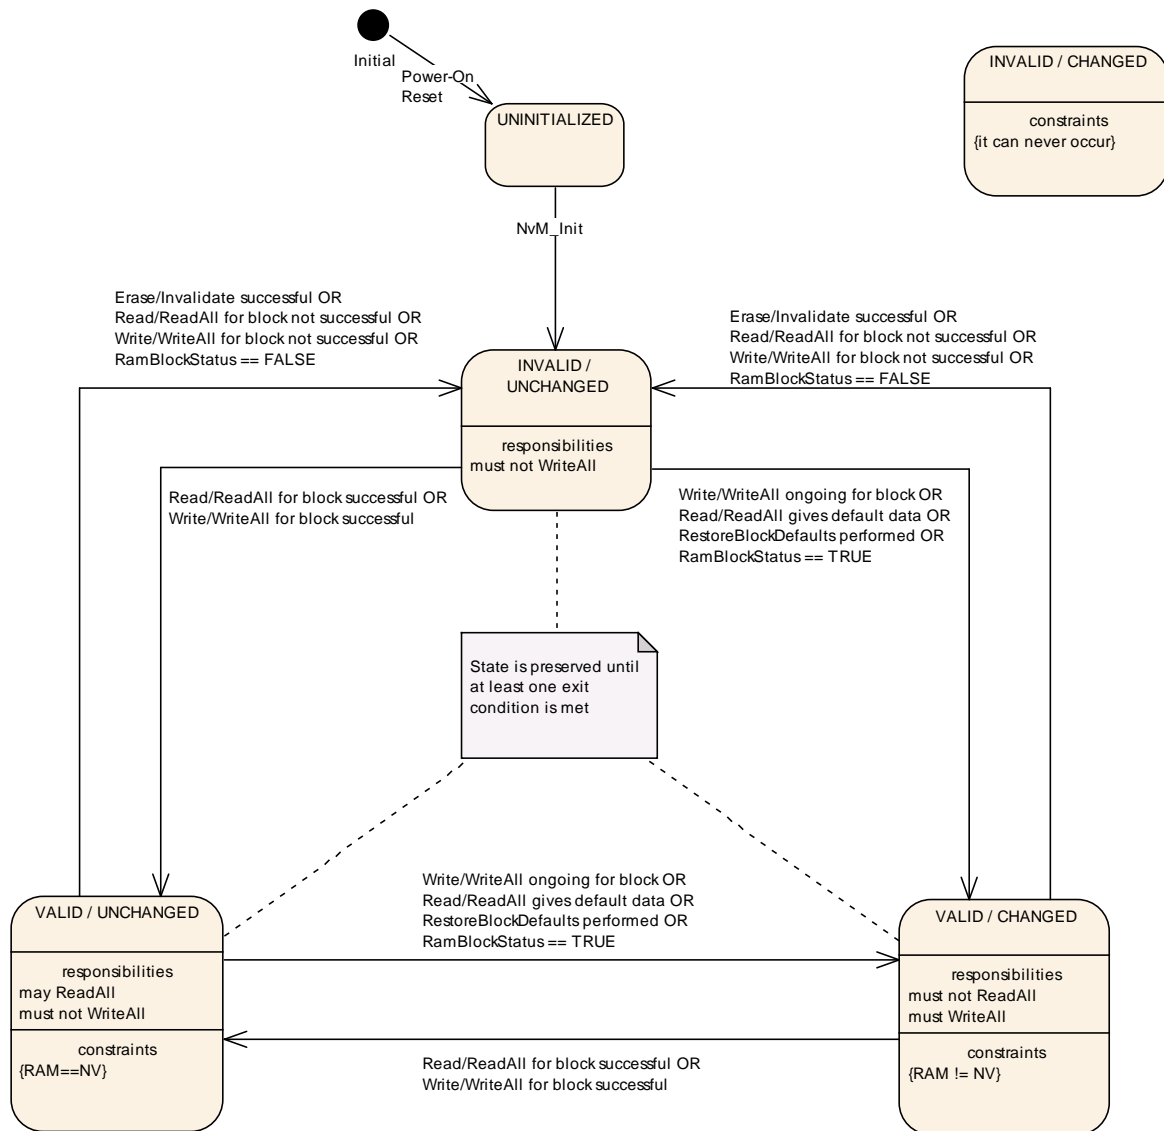 Initial
Power-On
Reset
UNINITIALIZED
INVALID / CHANGED
constraints
{it can never occur}
NvM_Init
Erase/Invalidate successful OR
Read/ReadAll for block not successful OR
Write/WriteAll for block not successful OR
RamBlockStatus == FALSE
Erase/Invalidate successful OR
Read/ReadAll for block not successful OR
Write/WriteAll for block not successful OR
RamBlockStatus == FALSE
INVALID /
UNCHANGED
responsibilities
must not WriteAll
Read/ReadAll for block successful OR
Write/WriteAll for block successful
Write/WriteAll ongoing for block OR
Read/ReadAll gives default data OR
RestoreBlockDefaults performed OR
RamBlockStatus == TRUE
State is preserved until
at least one exit
condition is met
Write/WriteAll ongoing for block OR
Read/ReadAll gives default data OR
RestoreBlockDefaults performed OR
RamBlockStatus == TRUE
VALID / UNCHANGED
responsibilities
may ReadAll
must not WriteAll
constraints
{RAM==NV}
VALID / CHANGED
responsibilities
must not ReadAll
must WriteAll
constraints
{RAM != NV}
Read/ReadAll for block successful OR
Write/WriteAll for block successful